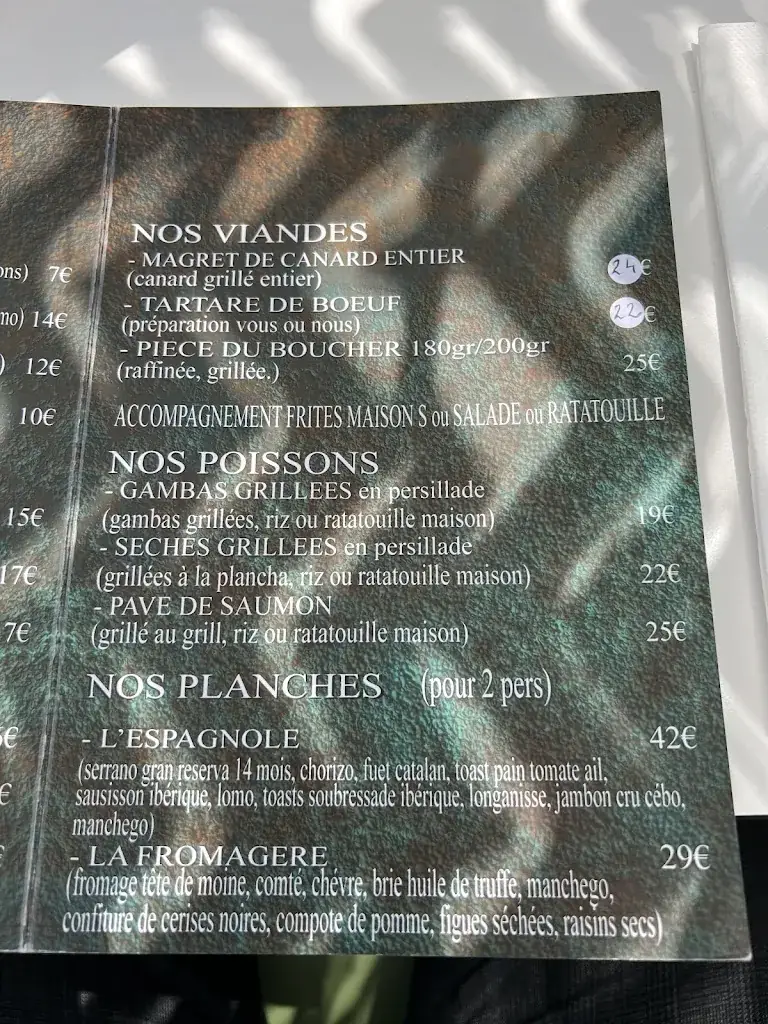 ons) 7€
mo) 14€
) 12€
10€
15€
17€
7€
€
€
NOS VIANDES
- MAGRET DE CANARD ENTIER
(canard grillé entier) 24€
- TARTARE DE BOEUF
(préparation vous ou nous) 22€
- PIECE DU BOUCHER 180gr/200gr
(raffinée, grillée.) 25€
ACCOMPAGNEMENT FRITES MAISON S ou SALADE ou RATATOUILLE
NOS POISSONS
- GAMBAS GRILLEES en persillade
(gambas grillées, riz ou ratatouille maison) 19€
- SECHES GRILLEES en persillade
(grillées à la plancha, riz ou ratatouille maison) 22€
- PAVE DE SAUMON
(grillé au grill, riz ou ratatouille maison) 25€
NOS PLANCHES (pour 2 pers)
- L'ESPAGNOLE 42€
(serrano gran reserva 14 mois, chorizo, fuet catalan, toast pain tomate ail,
sausisson ibérique, lomo, toasts soubressade ibérique, longanisse, jambon cru cébo,
manchego)
- LA FROMAGERE 29€
(fromage tête de moine, comté, chévre, brie huile de truffe, manchego,
confiture de cerises noires, compote de pomme, figues séchées, raisins secs)